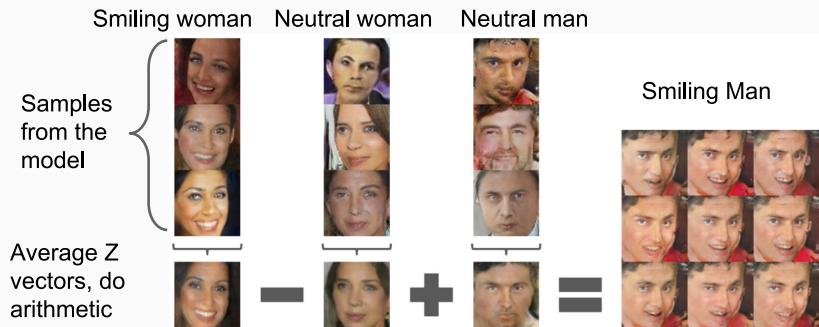 Smiling woman Neutral woman Neutral man
Samples
from the
model
Smiling Man
Average Z
vectors, do
arithmetic